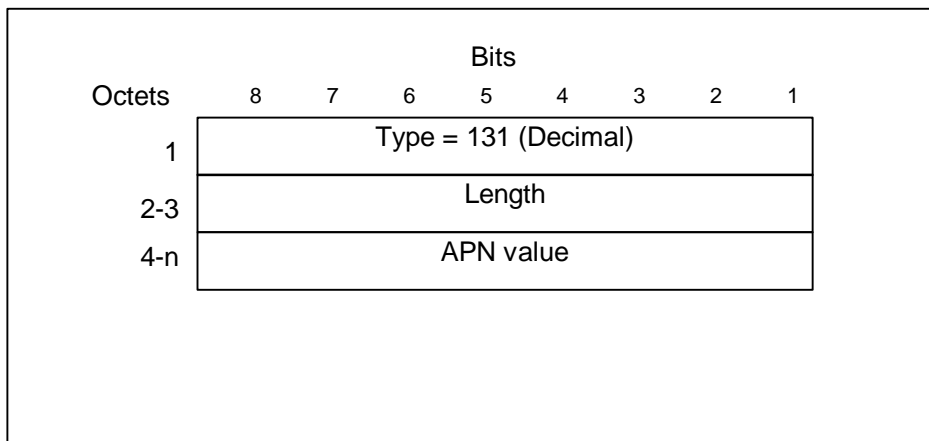 Bits
Octets 8 7 6 5 4 3 2 1
1 Type = 131 (Decimal)
2-3 Length
4-n APN value